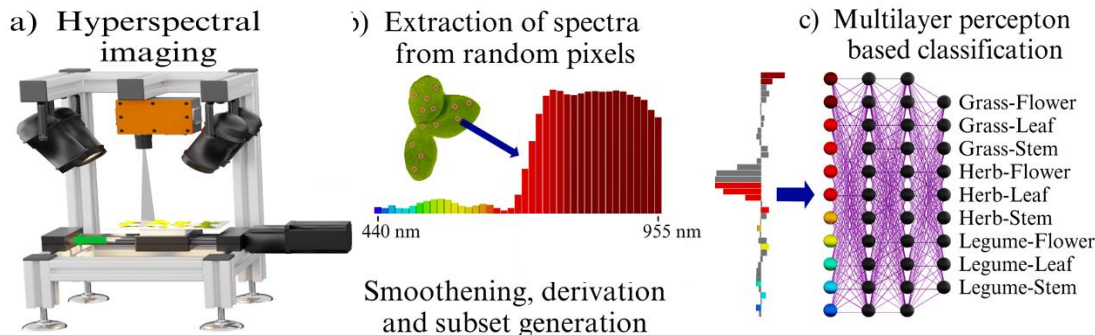 a) Hyperspectral
imaging
b) Extraction of spectra
from random pixels
440 nm
955 nm
Smoothening, derivation
and subset generation
c) Multilayer percepton
based classification
Grass-Flower
Grass-Leaf
Grass-Stem
Herb-Flower
Herb-Leaf
Herb-Stem
Legume-Flower
Legume-Leaf
Legume-Stem